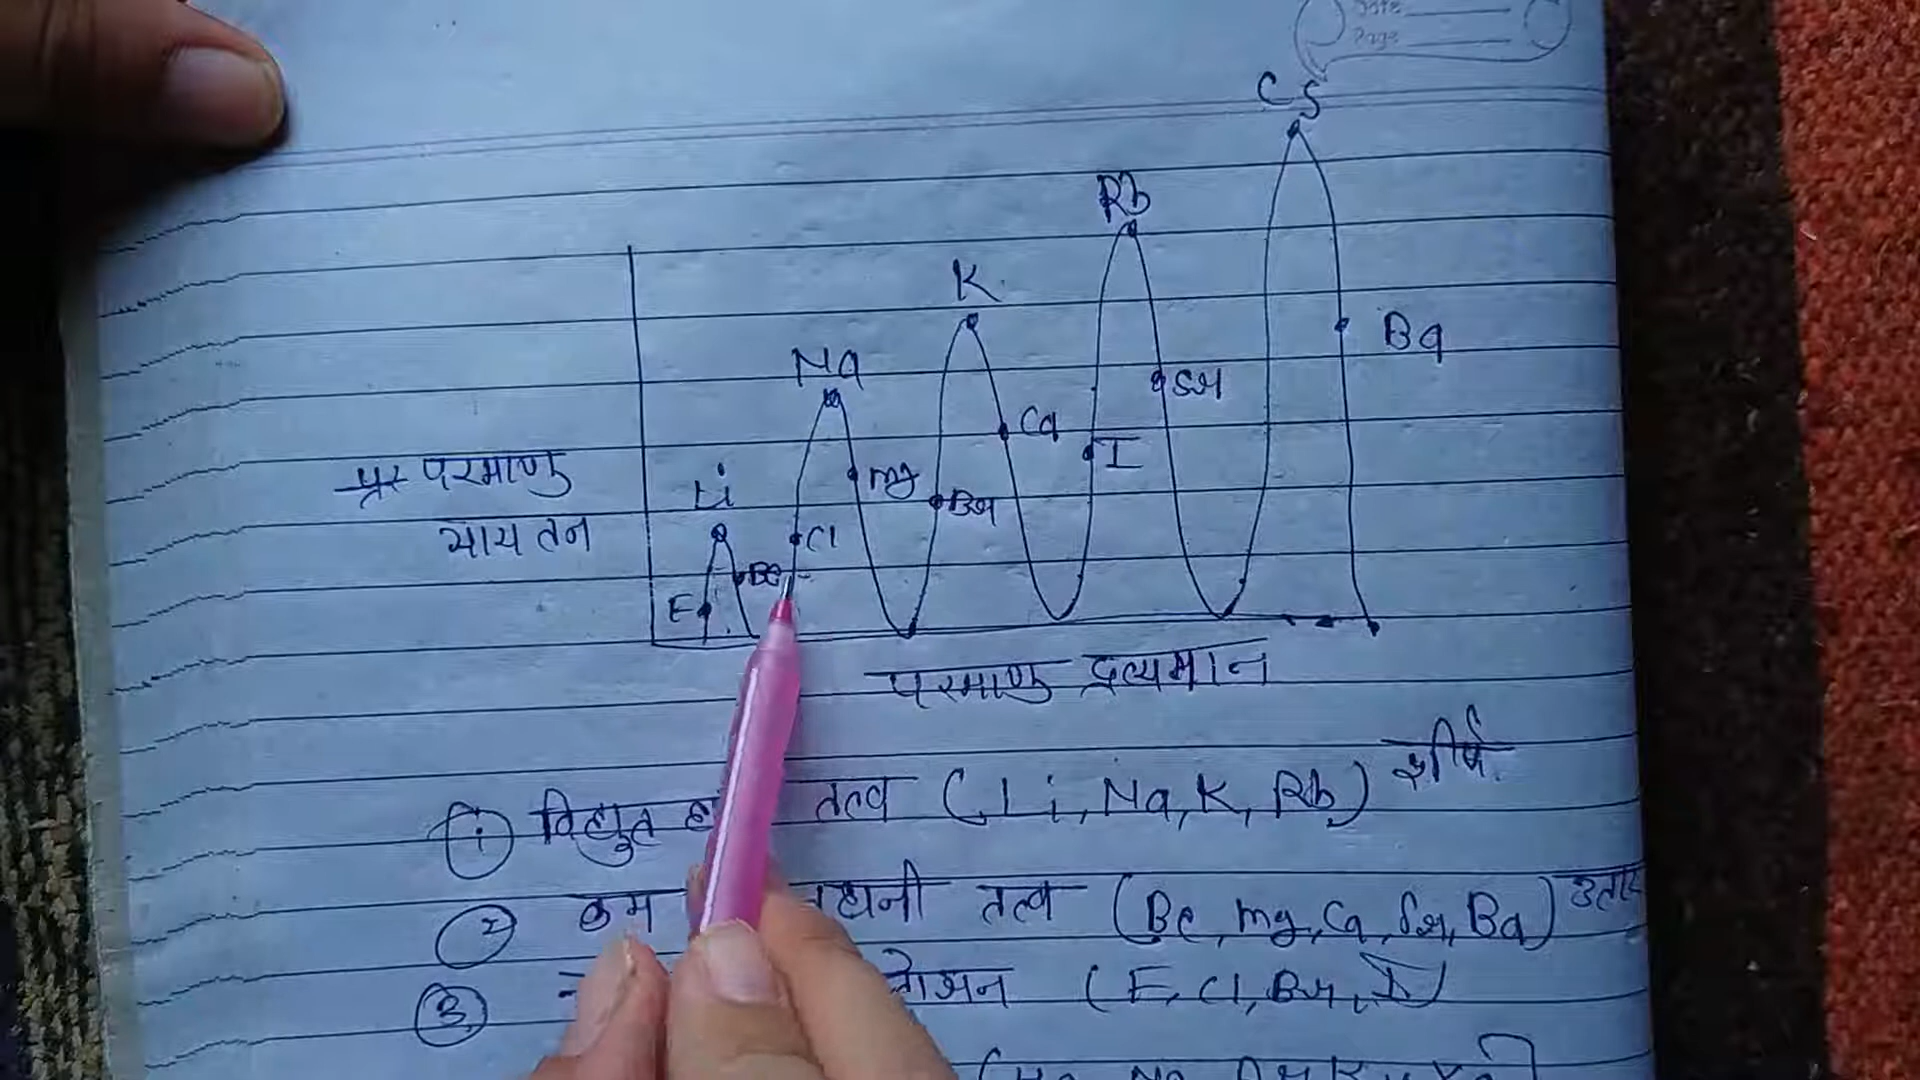 Date
Page
Cs
Rb
K
Na
Ba
Sr
Ca
I
Mg
Br
Li
Cl
Be
F
परमाणु
आयतन
परमाणु द्रव्यमान
① विद्युत तत्व (Li, Na, K, Rb) शीर्ष
② कम तत्व (Be, Mg, Ca, Sr, Ba) उतार
③ (F, Cl, Br, I)